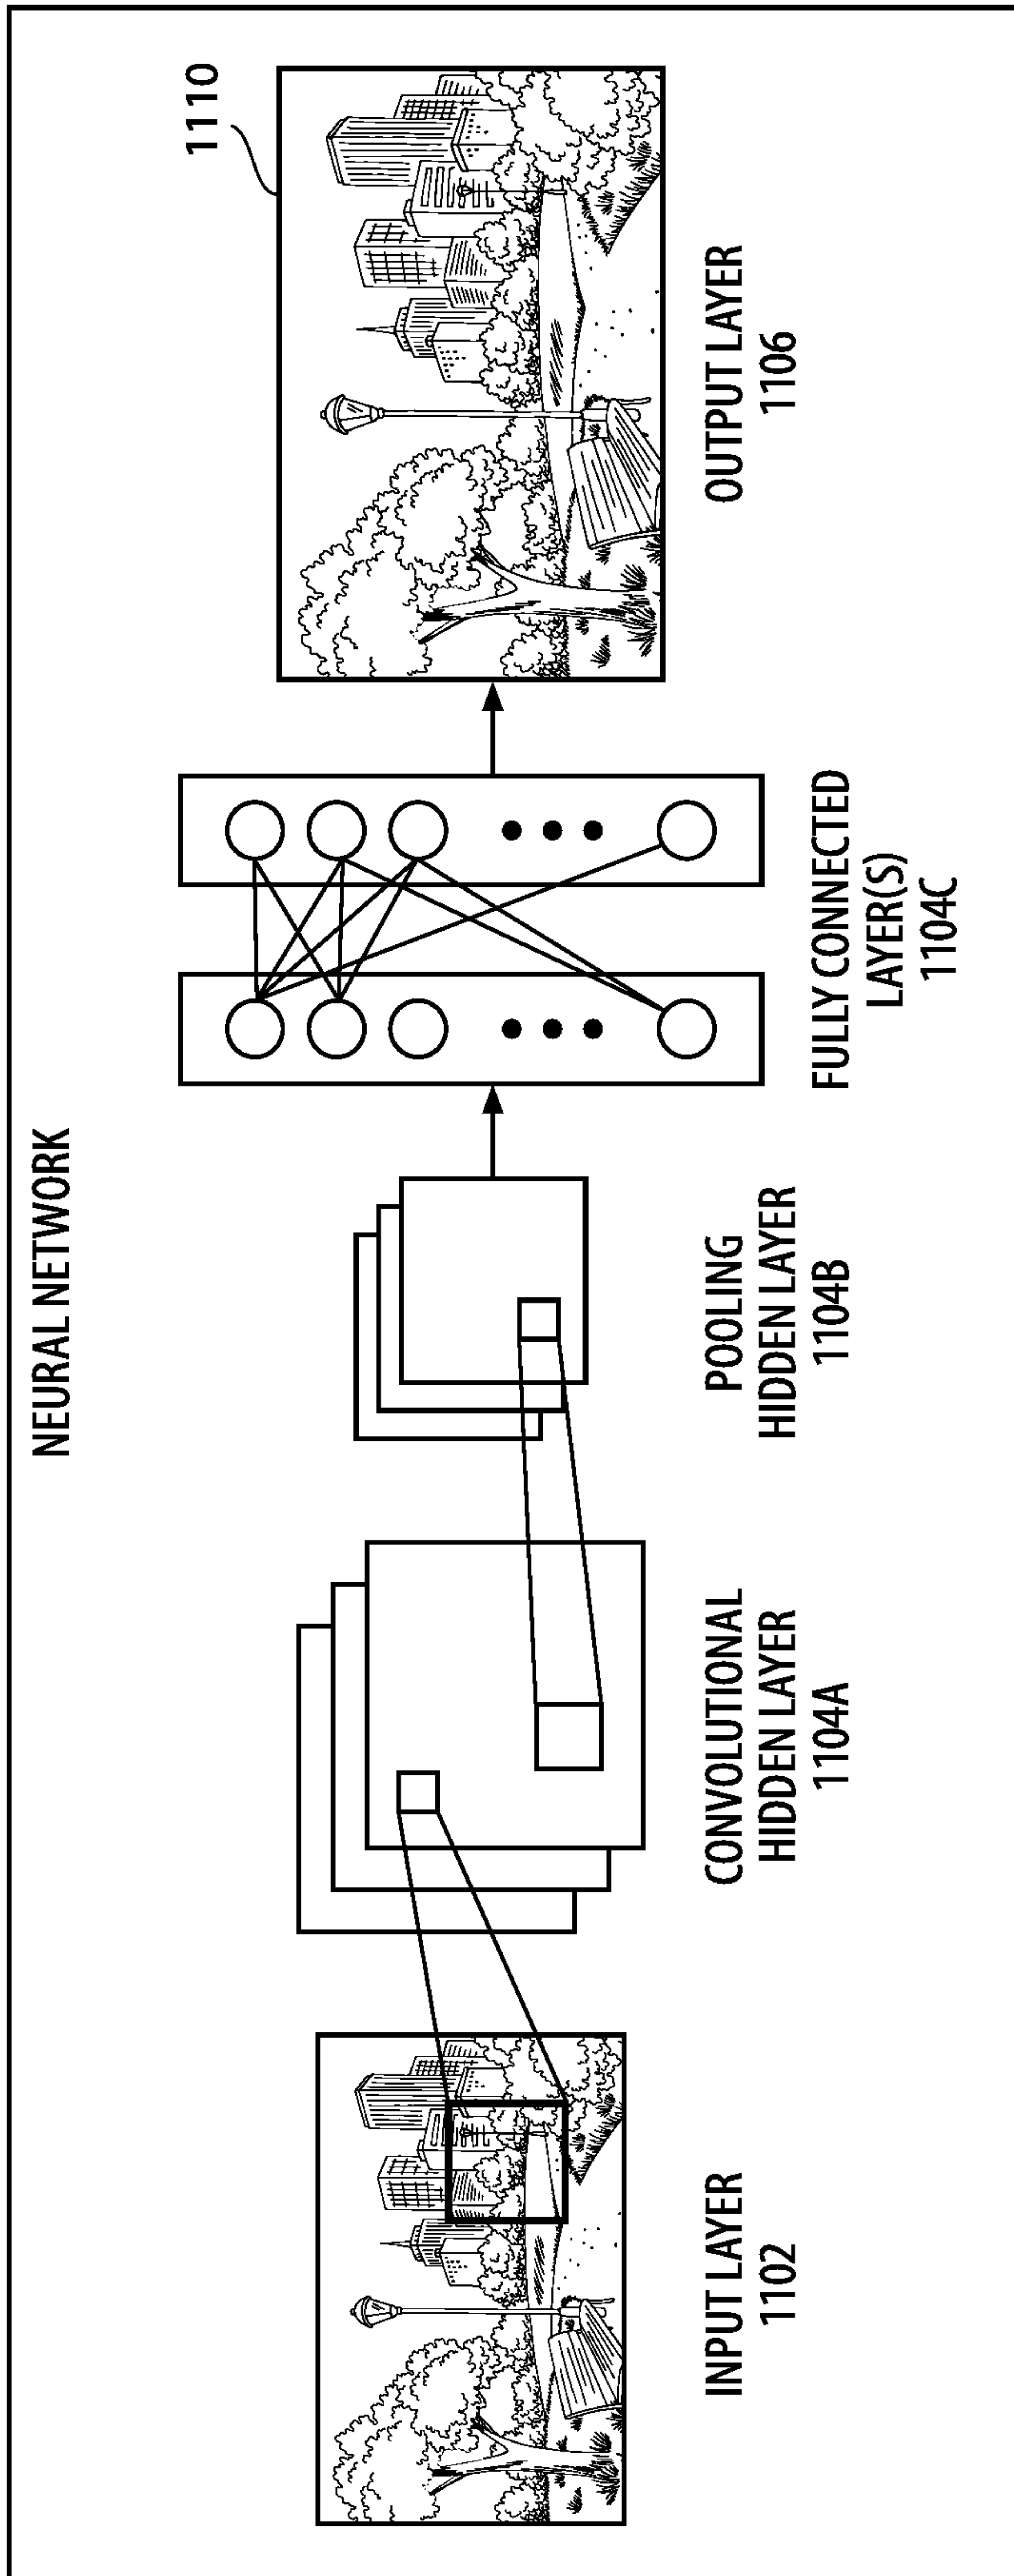 NEURAL NETWORK
1110
INPUT LAYER
1102
CONVOLUTIONAL
HIDDEN LAYER
1104A
POOLING
HIDDEN LAYER
1104B
FULLY CONNECTED
LAYER(S)
1104C
OUTPUT LAYER
1106